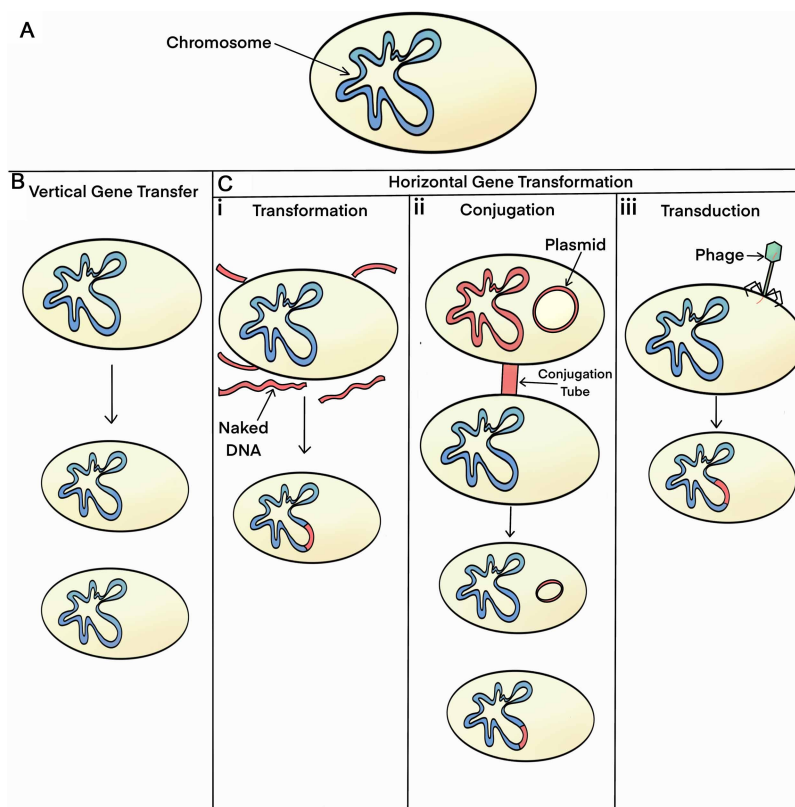 A
Chromosome
B
Vertical Gene Transfer
C
Horizontal Gene Transformation
i
Transformation
Naked
DNA
ii
Conjugation
Plasmid
Conjugation
Tube
iii
Transduction
Phage